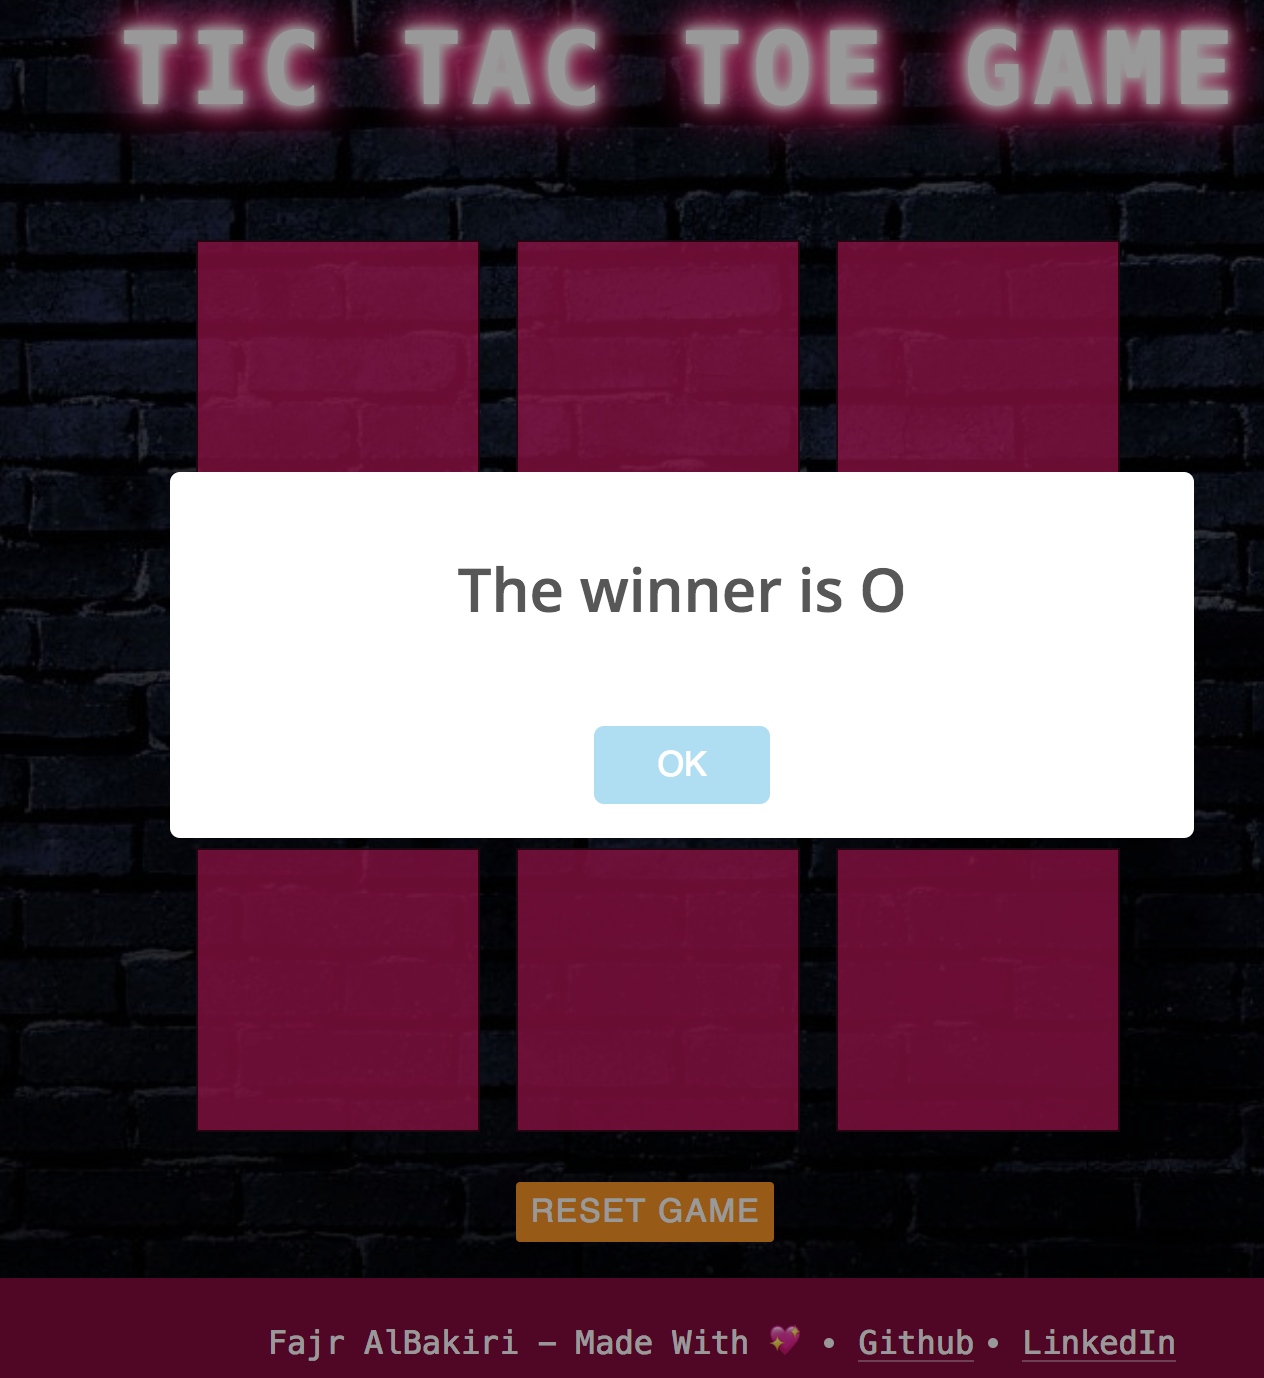 TIC TAC TOE GAME
The winner is O
OK
RESET GAME
Fajr AlBakiri – Made With 💖 • Github • LinkedIn